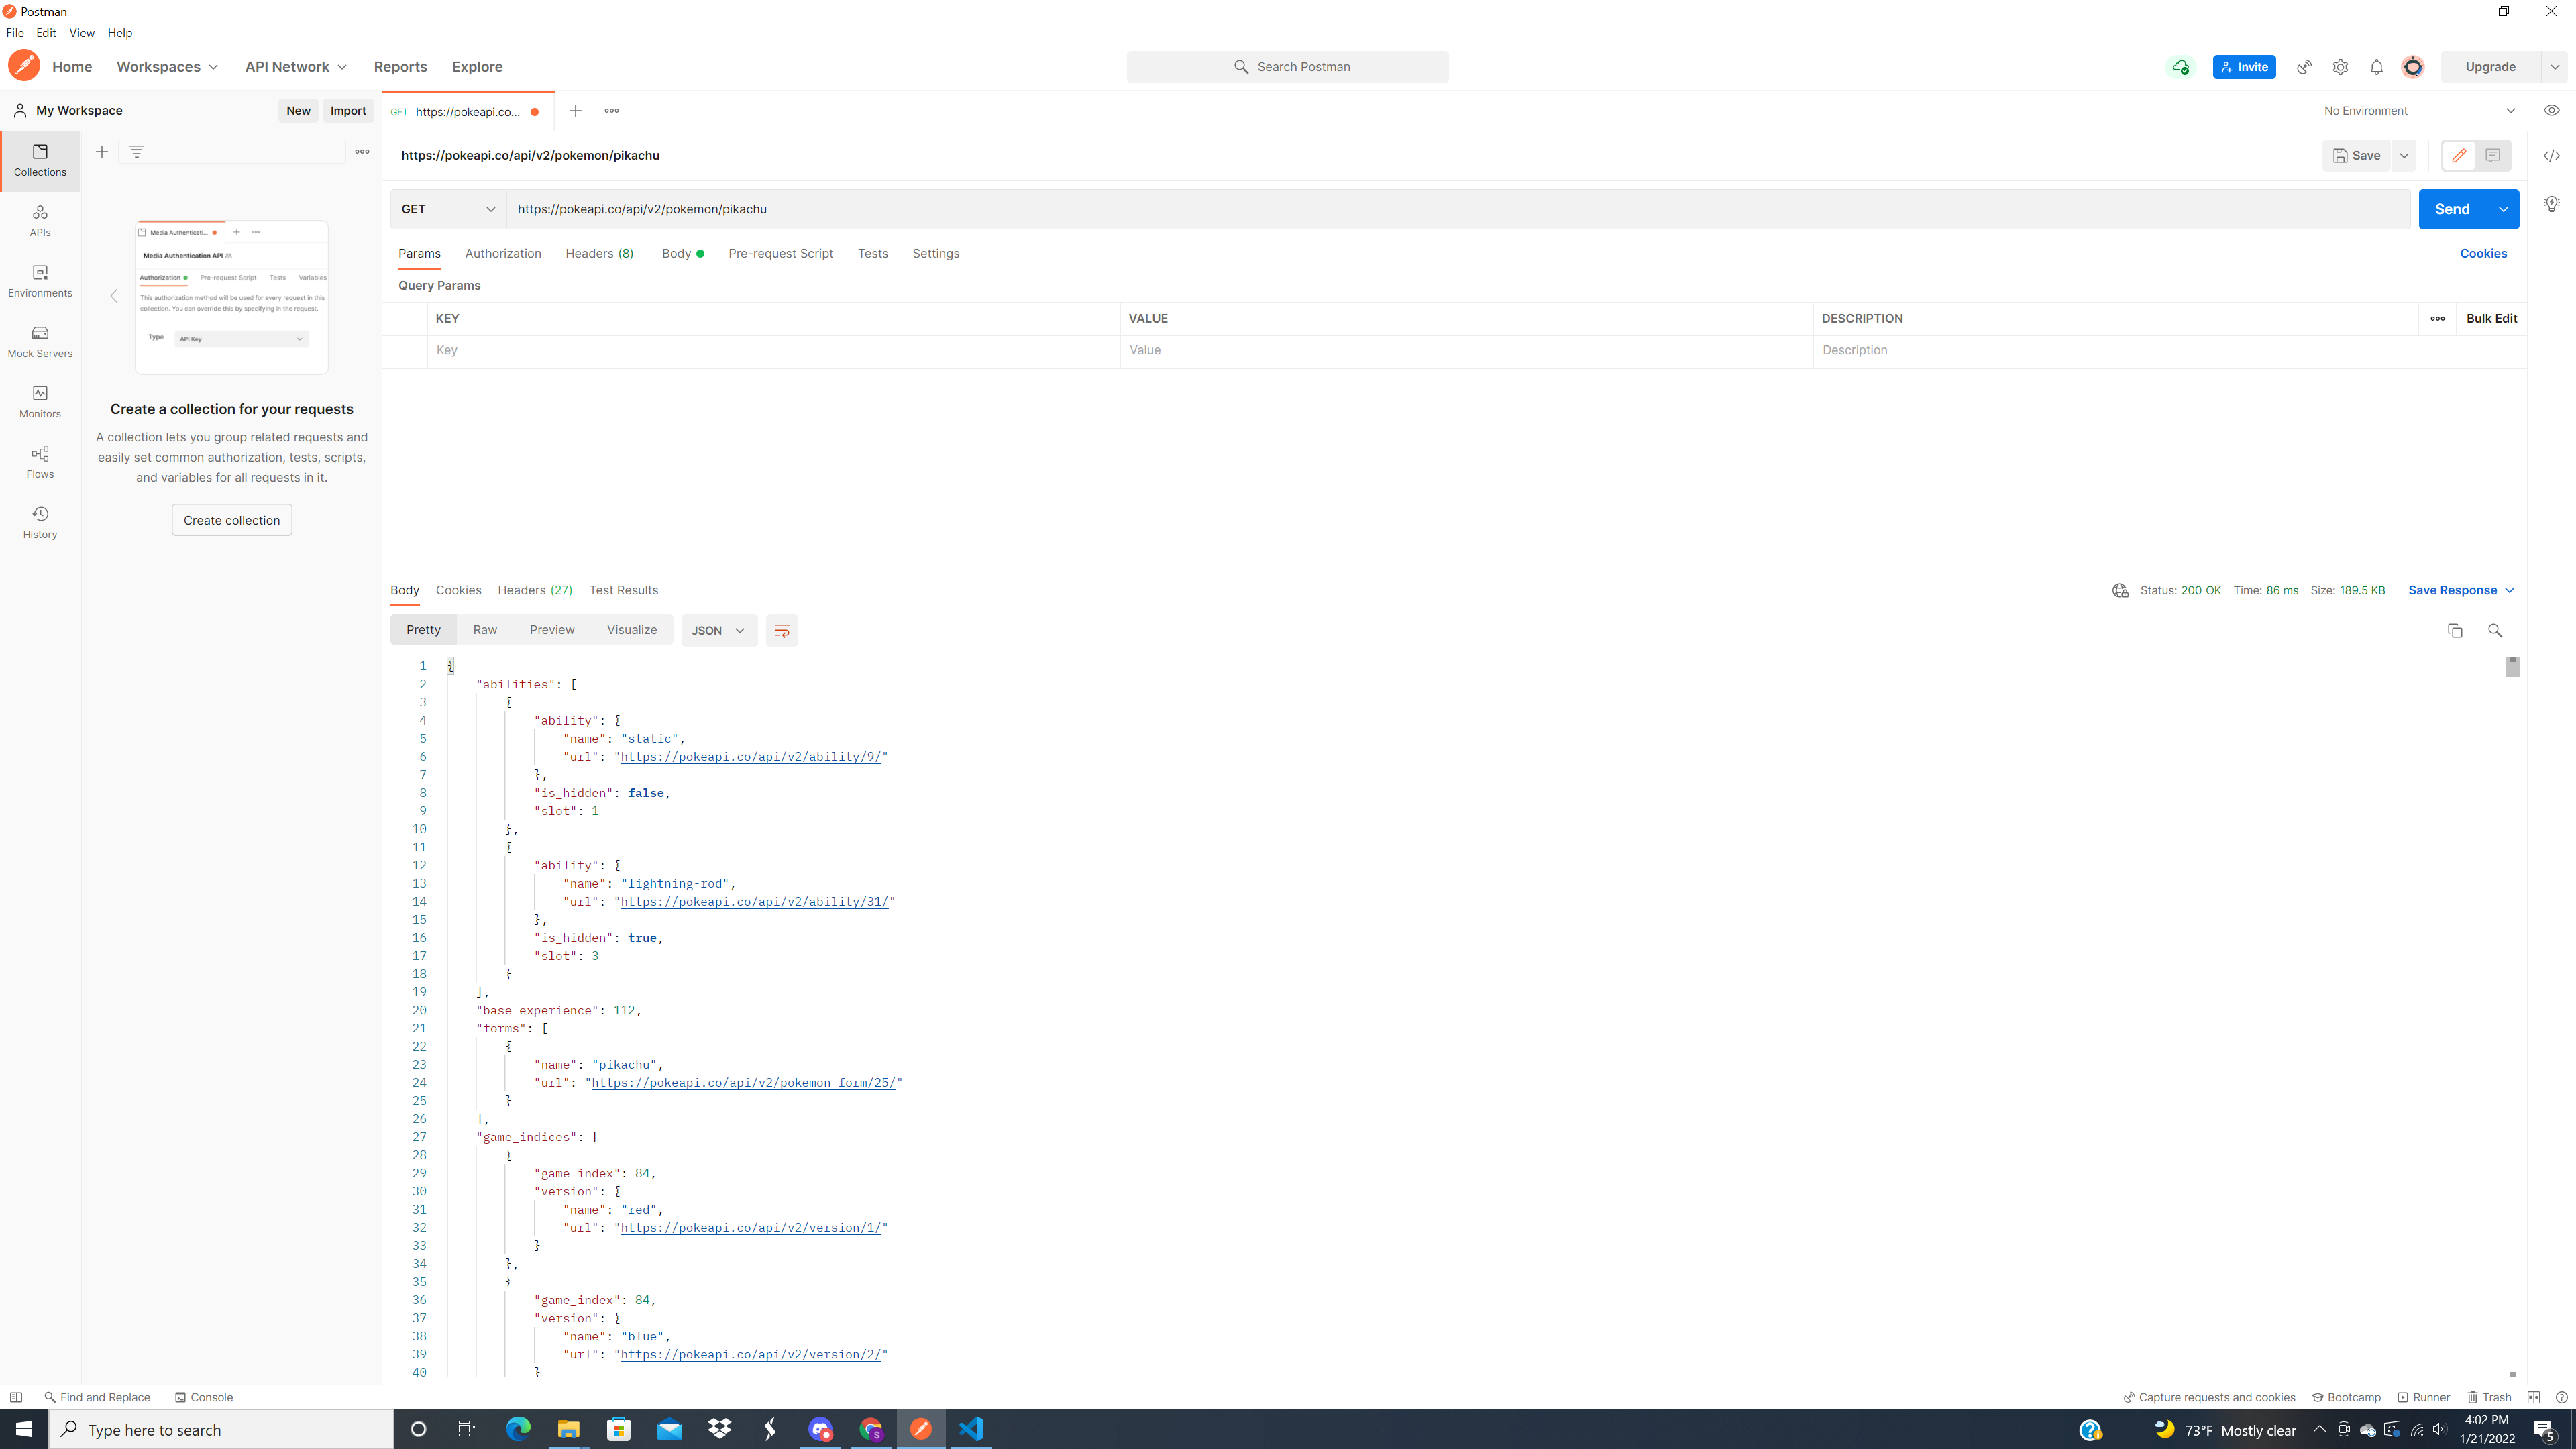 Postman
File Edit View Help
Home Workspaces API Network Reports Explore
Search Postman
Invite
Upgrade
My Workspace
New Import
GET https://pokeapi.co...
No Environment
Collections
APIs
Environments
Mock Servers
Monitors
Flows
History
Media Authenticati...
Media Authentication API
Authorization Pre-request Script Tests Variables
This authorization method will be used for every request in this
collection. You can override this by specifying in the request.
Type API Key
Create a collection for your requests
A collection lets you group related requests and
easily set common authorization, tests, scripts,
and variables for all requests in it.
Create collection
https://pokeapi.co/api/v2/pokemon/pikachu
Save
GET https://pokeapi.co/api/v2/pokemon/pikachu
Send
Params Authorization Headers (8) Body Pre-request Script Tests Settings
Cookies
Query Params
KEY VALUE DESCRIPTION Bulk Edit
Key Value Description
Body Cookies Headers (27) Test Results
Status: 200 OK Time: 86 ms Size: 189.5 KB Save Response
Pretty Raw Preview Visualize JSON
1 {
2 "abilities": [
3 {
4 "ability": {
5 "name": "static",
6 "url": "https://pokeapi.co/api/v2/ability/9/"
7 },
8 "is_hidden": false,
9 "slot": 1
10 },
11 {
12 "ability": {
13 "name": "lightning-rod",
14 "url": "https://pokeapi.co/api/v2/ability/31/"
15 },
16 "is_hidden": true,
17 "slot": 3
18 }
19 ],
20 "base_experience": 112,
21 "forms": [
22 {
23 "name": "pikachu",
24 "url": "https://pokeapi.co/api/v2/pokemon-form/25/"
25 }
26 ],
27 "game_indices": [
28 {
29 "game_index": 84,
30 "version": {
31 "name": "red",
32 "url": "https://pokeapi.co/api/v2/version/1/"
33 }
34 },
35 {
36 "game_index": 84,
37 "version": {
38 "name": "blue",
39 "url": "https://pokeapi.co/api/v2/version/2/"
40 }
Find and Replace Console
Capture requests and cookies Bootcamp Runner Trash
Type here to search
S
73°F Mostly clear
4:02 PM
1/21/2022
5